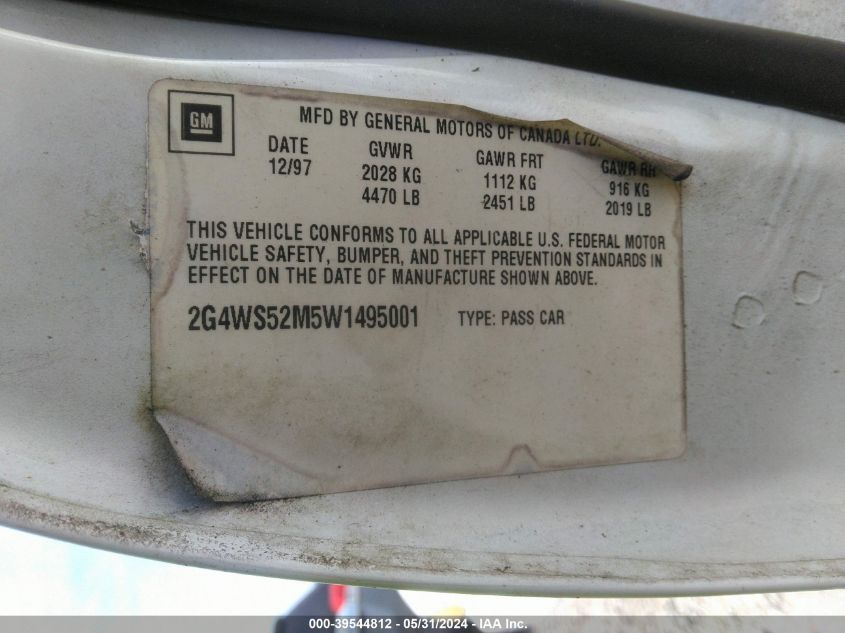 GM
MFD BY GENERAL MOTORS OF CANADA LTD.
DATE GVWR GAWR FRT GAWR RR
12/97 2028 KG 1112 KG 916 KG
4470 LB 2451 LB 2019 LB
THIS VEHICLE CONFORMS TO ALL APPLICABLE U.S. FEDERAL MOTOR
VEHICLE SAFETY, BUMPER, AND THEFT PREVENTION STANDARDS IN
EFFECT ON THE DATE OF MANUFACTURE SHOWN ABOVE.
2G4WS52M5W1495001 TYPE: PASS CAR
000-39544812 - 05/31/2024 - IAA Inc.